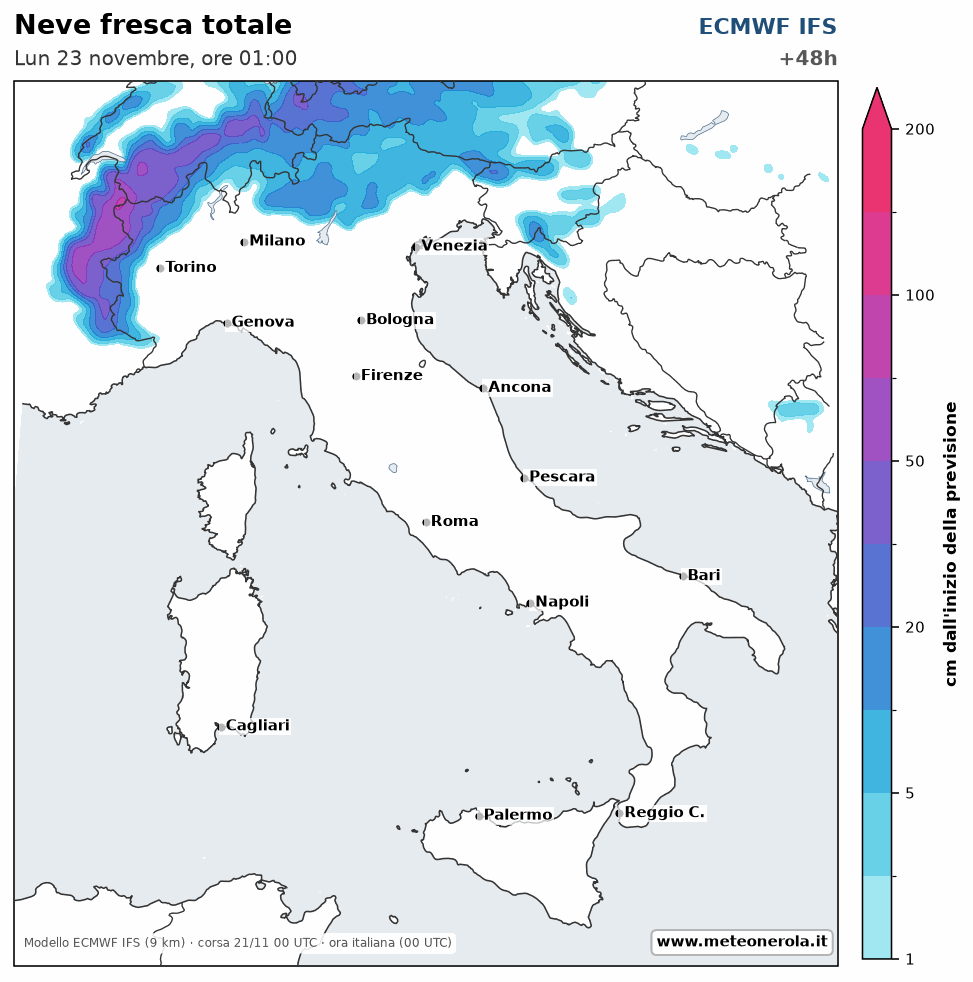 Neve fresca totale
ECMWF IFS
Lun 23 novembre, ore 01:00
+48h
Milano
Venezia
Torino
Genova
Bologna
Firenze
Ancona
Pescara
Roma
Bari
Napoli
Cagliari
Palermo
Reggio C.
200
100
50
20
5
1
cm dall'inizio della previsione
Modello ECMWF IFS (9 km) · corsa 21/11 00 UTC · ora italiana (00 UTC)
www.meteonerola.it